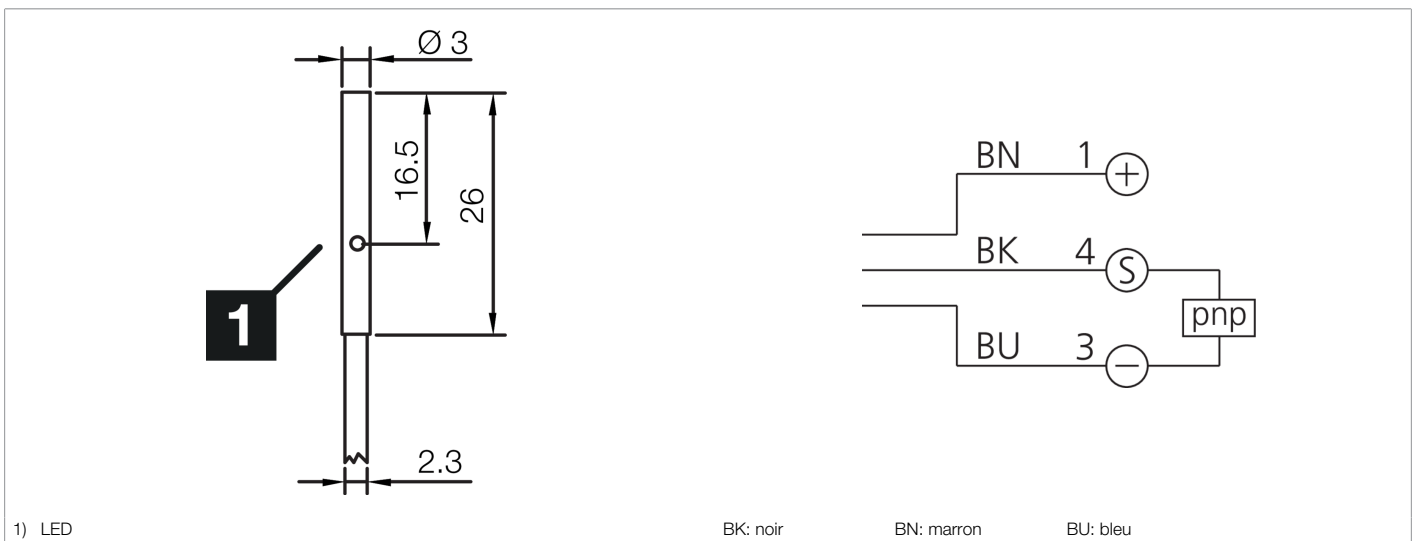 Ø 3
16.5
26
1
2.3
BN 1 +
BK 4 S
pnp
BU 3 −
1) LED
BK: noir BN: marron BU: bleu